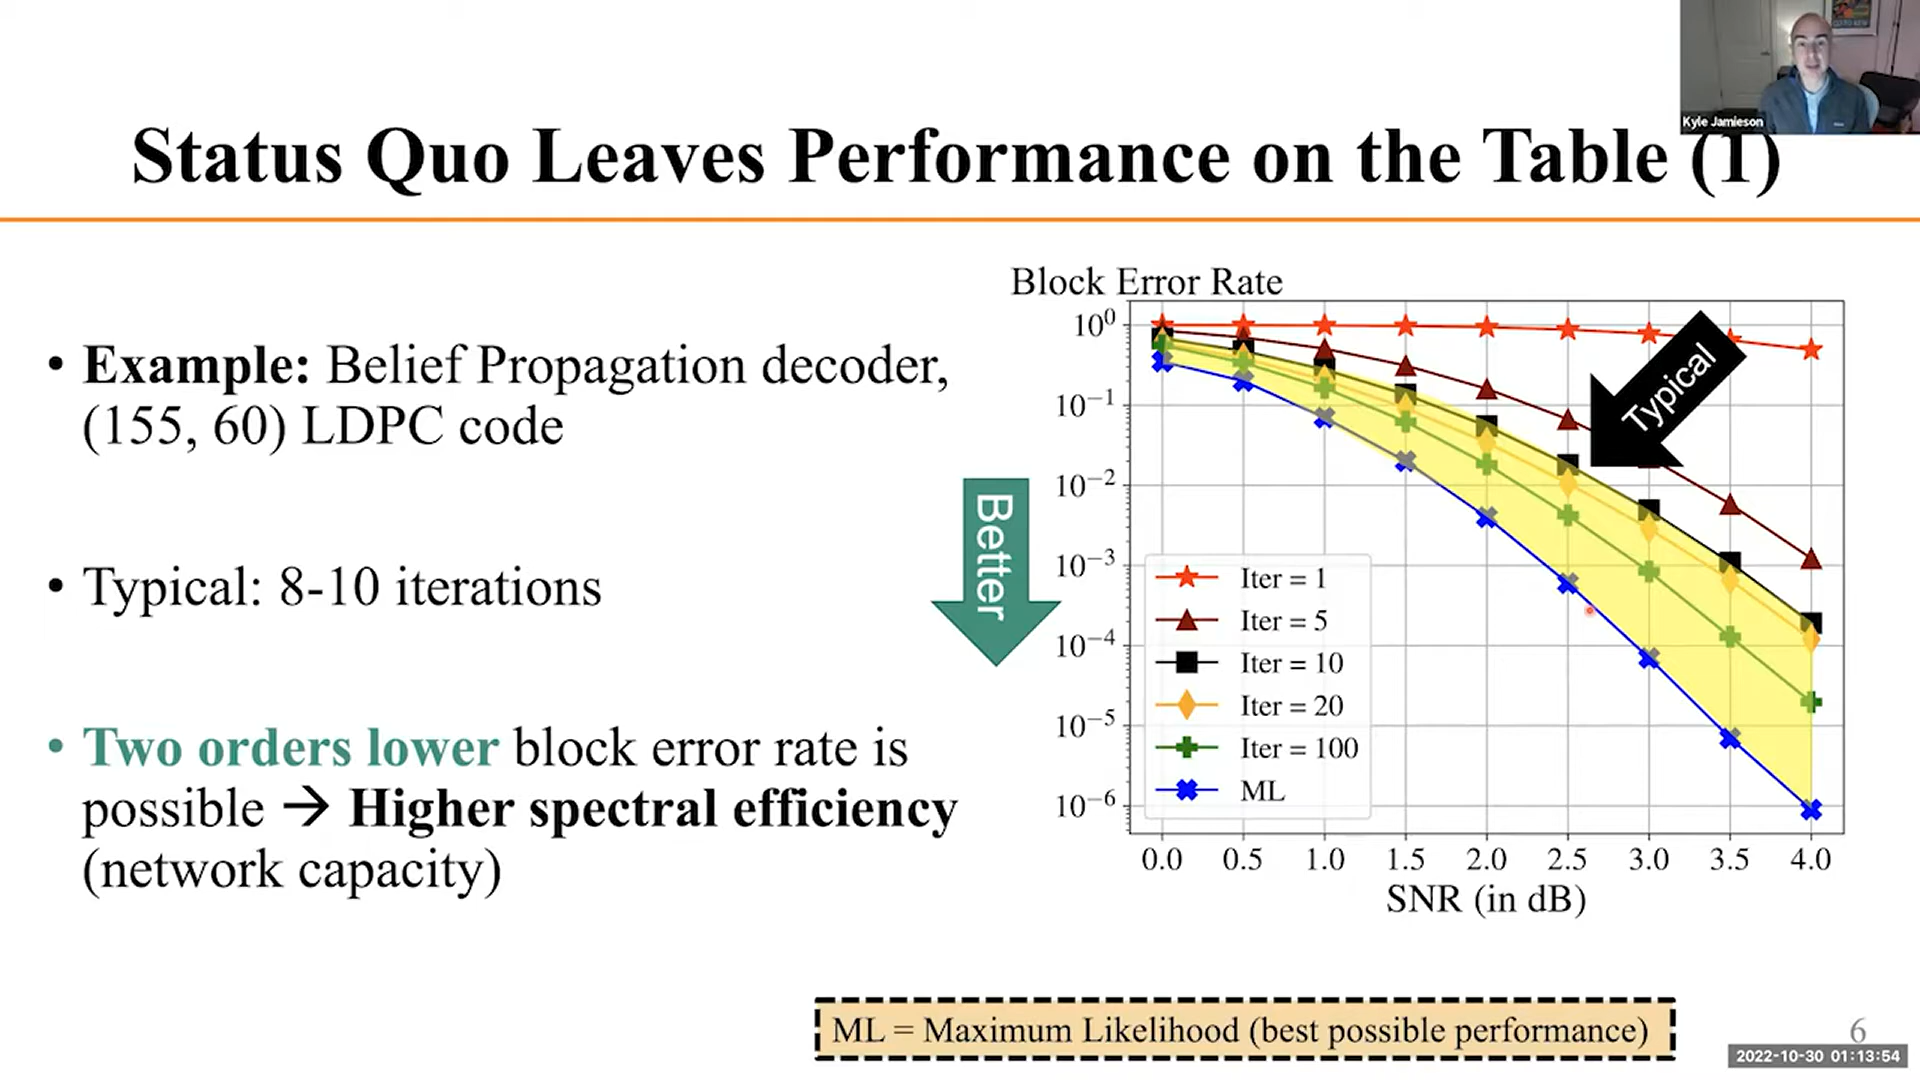 Kyle Jamieson
Status Quo Leaves Performance on the Table (1)
• Example: Belief Propagation decoder,
(155, 60) LDPC code
• Typical: 8-10 iterations
• Two orders lower block error rate is
possible → Higher spectral efficiency
(network capacity)
Better
Block Error Rate
10⁰
10⁻¹
10⁻²
10⁻³
10⁻⁴
10⁻⁵
10⁻⁶
Typical
Iter = 1
Iter = 5
Iter = 10
Iter = 20
Iter = 100
ML
0.0 0.5 1.0 1.5 2.0 2.5 3.0 3.5 4.0
SNR (in dB)
ML = Maximum Likelihood (best possible performance)
6
2022-10-30 01:13:54